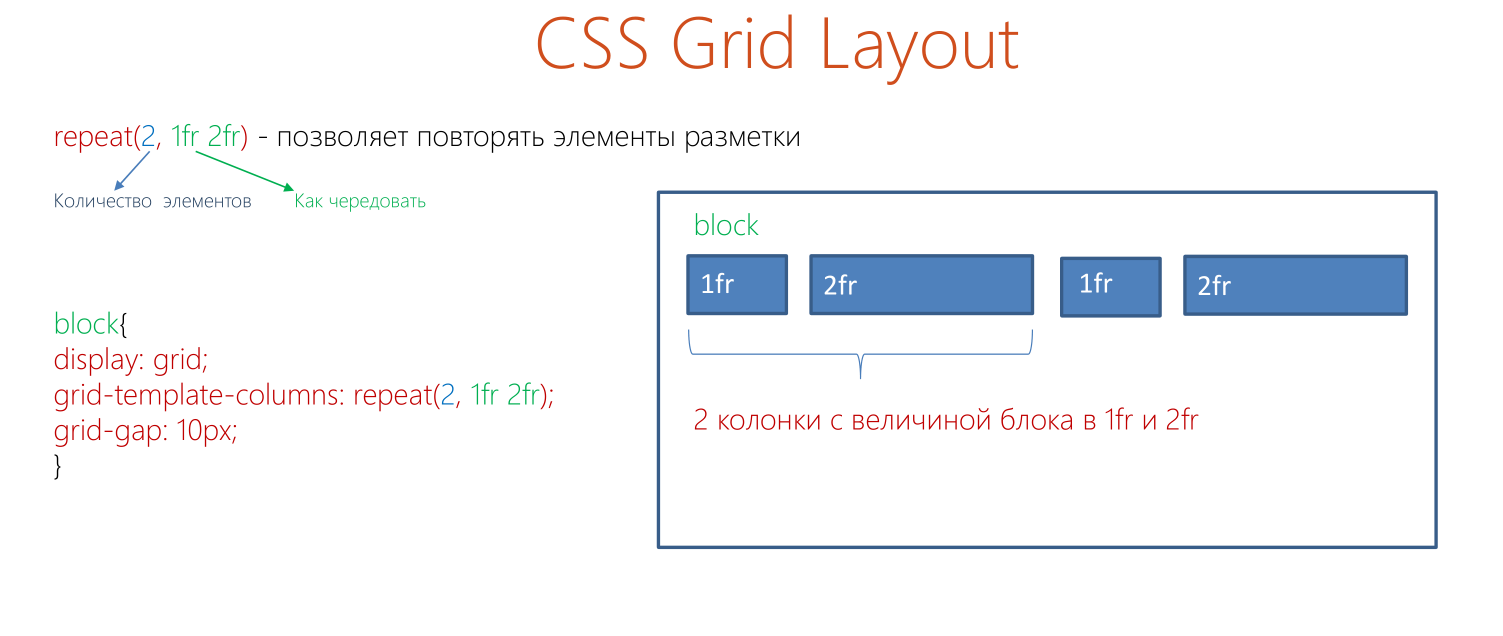 CSS Grid Layout
repeat(2, 1fr 2fr) - позволяет повторять элементы разметки
Количество элементов
Как чередовать
block{
display: grid;
grid-template-columns: repeat(2, 1fr 2fr);
grid-gap: 10px;
}
block
1fr
2fr
1fr
2fr
2 колонки с величиной блока в 1fr и 2fr